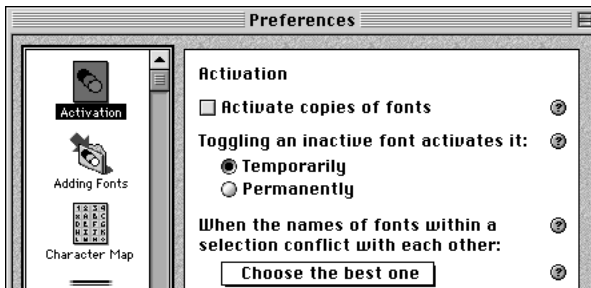 Preferences
Activation
Adding Fonts
Character Map
Activation
Activate copies of fonts
Toggling an inactive font activates it:
Temporarily
Permanently
When the names of fonts within a
selection conflict with each other:
Choose the best one